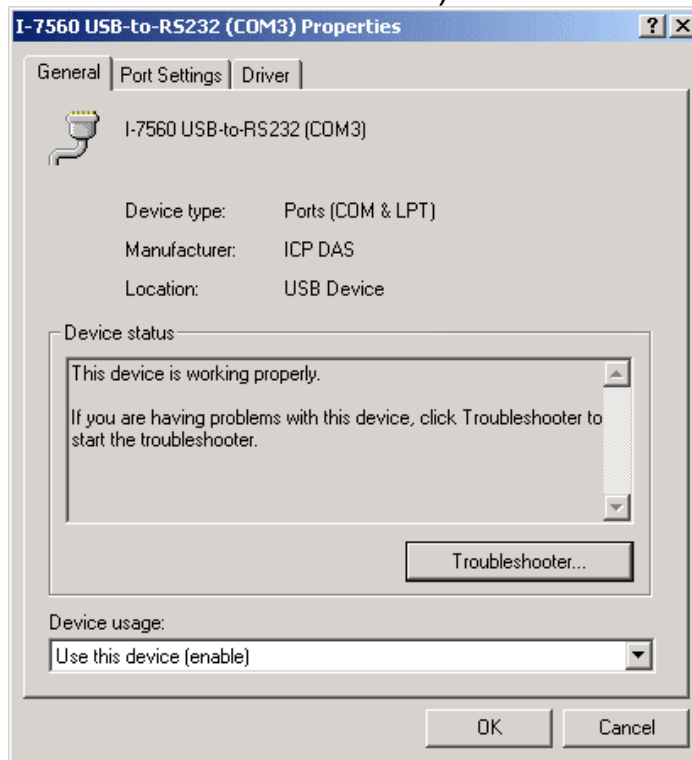 I-7560 USB-to-RS232 (COM3) Properties
General Port Settings Driver
I-7560 USB-to-RS232 (COM3)
Device type: Ports (COM & LPT)
Manufacturer: ICP DAS
Location: USB Device
Device status
This device is working properly.
If you are having problems with this device, click Troubleshooter to
start the troubleshooter.
Troubleshooter...
Device usage:
Use this device (enable)
OK Cancel